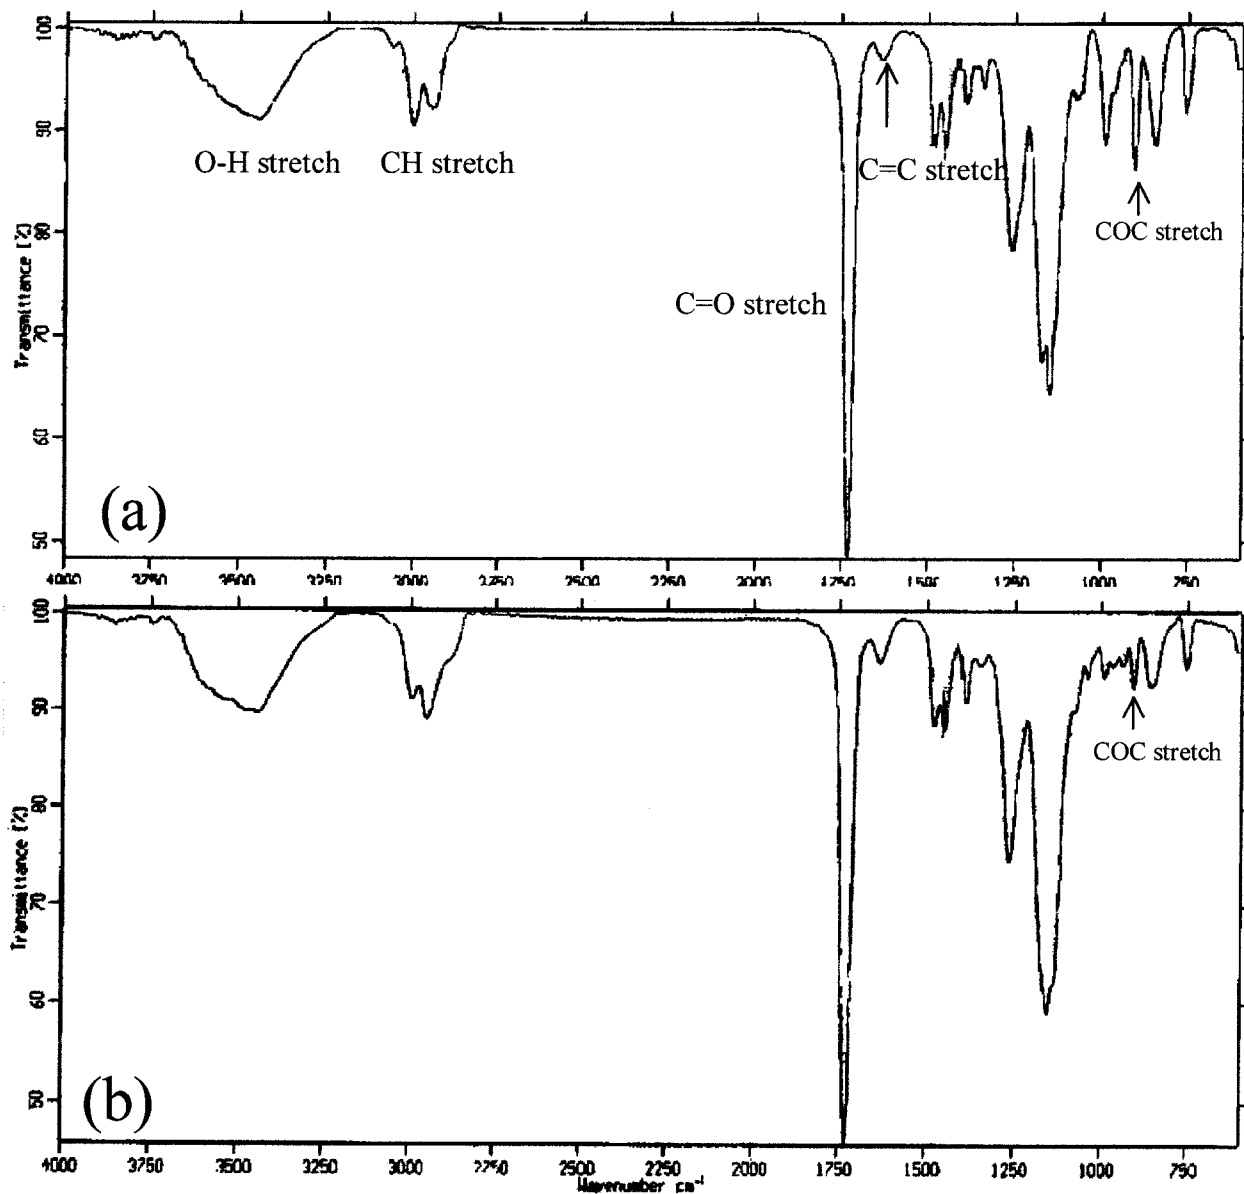 100
90
80
70
60
50
Transmittance [%]
O-H stretch
CH stretch
C=C stretch
COC stretch
C=O stretch
(a)
4000 3750 3500 3250 3000 2750 2500 2250 2000 1750 1500 1250 1000 750
100
90
80
70
60
50
Transmittance [%]
COC stretch
(b)
4000 3750 3500 3250 3000 2750 2500 2250 2000 1750 1500 1250 1000 750
Wavenumber cm-1